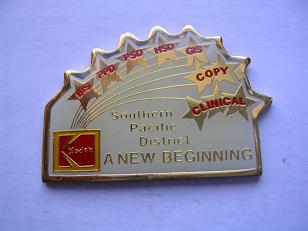 BIS PPD PSD HSD GIS
COPY
CLINICAL
Kodak
Southern
Pacific
District
A NEW BEGINNING